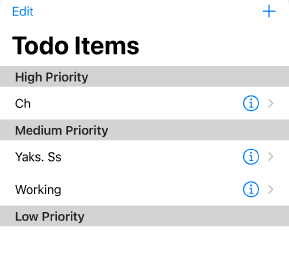 Edit
Todo Items
High Priority
Ch
Medium Priority
Yaks. Ss
Working
Low Priority